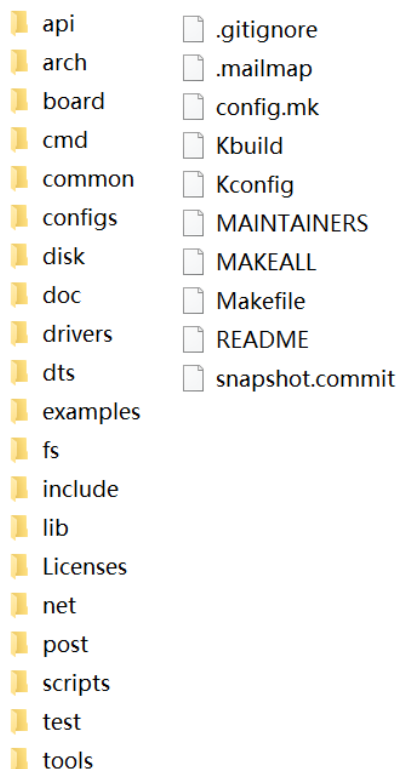 api
arch
board
cmd
common
configs
disk
doc
drivers
dts
examples
fs
include
lib
Licenses
net
post
scripts
test
tools
.gitignore
.mailmap
config.mk
Kbuild
Kconfig
MAINTAINERS
MAKEALL
Makefile
README
snapshot.commit